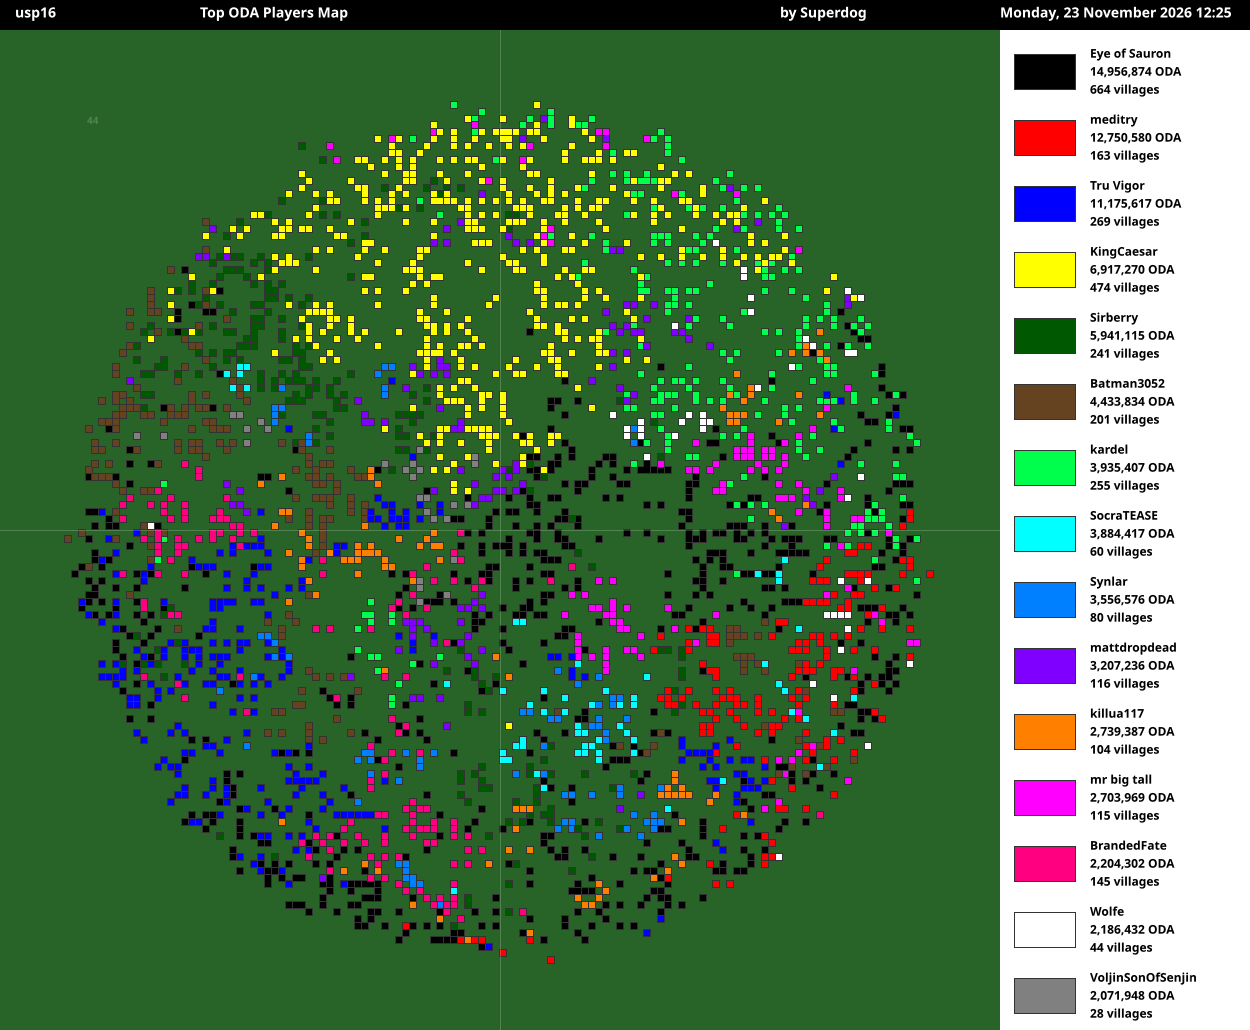 usp16 Top ODA Players Map by Superdog Monday, 23 November 2026 12:25
44
Eye of Sauron
14,956,874 ODA
664 villages
meditry
12,750,580 ODA
163 villages
Tru Vigor
11,175,617 ODA
269 villages
KingCaesar
6,917,270 ODA
474 villages
Sirberry
5,941,115 ODA
241 villages
Batman3052
4,433,834 ODA
201 villages
kardel
3,935,407 ODA
255 villages
SocraTEASE
3,884,417 ODA
60 villages
Synlar
3,556,576 ODA
80 villages
mattdropdead
3,207,236 ODA
116 villages
killua117
2,739,387 ODA
104 villages
mr big tall
2,703,969 ODA
115 villages
BrandedFate
2,204,302 ODA
145 villages
Wolfe
2,186,432 ODA
44 villages
VoljinSonOfSenjin
2,071,948 ODA
28 villages